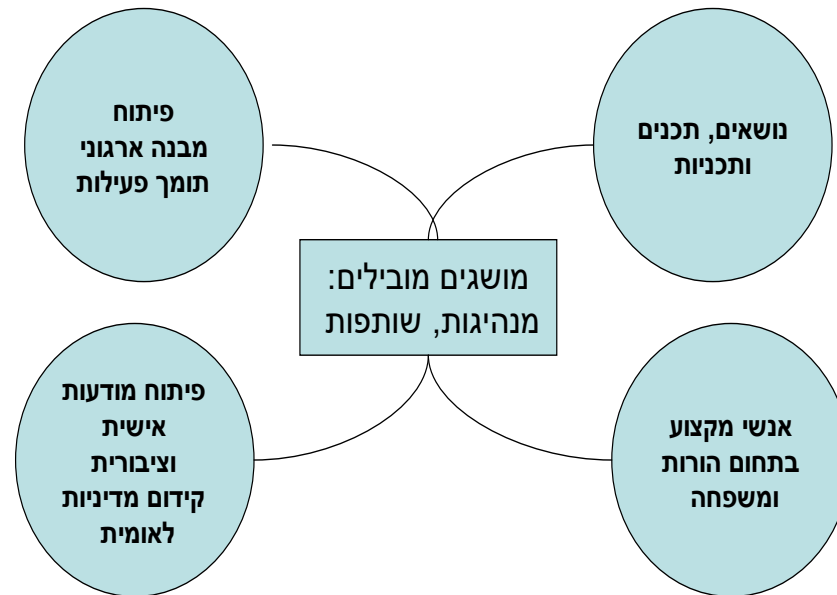 נושאים, תכנים
ותכניות
פיתוח
מבנה ארגוני
תומך פעילות
מושגים מובילים:
מנהיגות, שותפות
אנשי מקצוע
בתחום הורות
ומשפחה
פיתוח מודעות
אישית
וציבורית
קידום מדיניות
לאומית